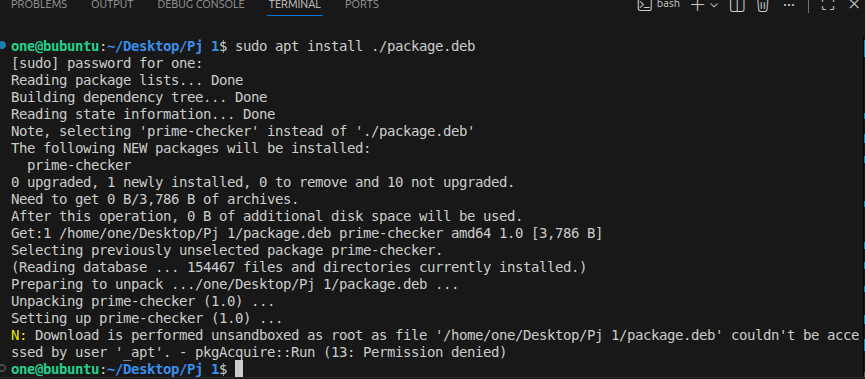 PROBLEMS OUTPUT DEBUG CONSOLE TERMINAL PORTS bash
one@bubuntu:~/Desktop/Pj 1$ sudo apt install ./package.deb
[sudo] password for one:
Reading package lists... Done
Building dependency tree... Done
Reading state information... Done
Note, selecting 'prime-checker' instead of './package.deb'
The following NEW packages will be installed:
  prime-checker
0 upgraded, 1 newly installed, 0 to remove and 10 not upgraded.
Need to get 0 B/3,786 B of archives.
After this operation, 0 B of additional disk space will be used.
Get:1 /home/one/Desktop/Pj 1/package.deb prime-checker amd64 1.0 [3,786 B]
Selecting previously unselected package prime-checker.
(Reading database ... 154467 files and directories currently installed.)
Preparing to unpack .../one/Desktop/Pj 1/package.deb ...
Unpacking prime-checker (1.0) ...
Setting up prime-checker (1.0) ...
N: Download is performed unsandboxed as root as file '/home/one/Desktop/Pj 1/package.deb' couldn't be acce
ssed by user '_apt'. - pkgAcquire::Run (13: Permission denied)
one@bubuntu:~/Desktop/Pj 1$